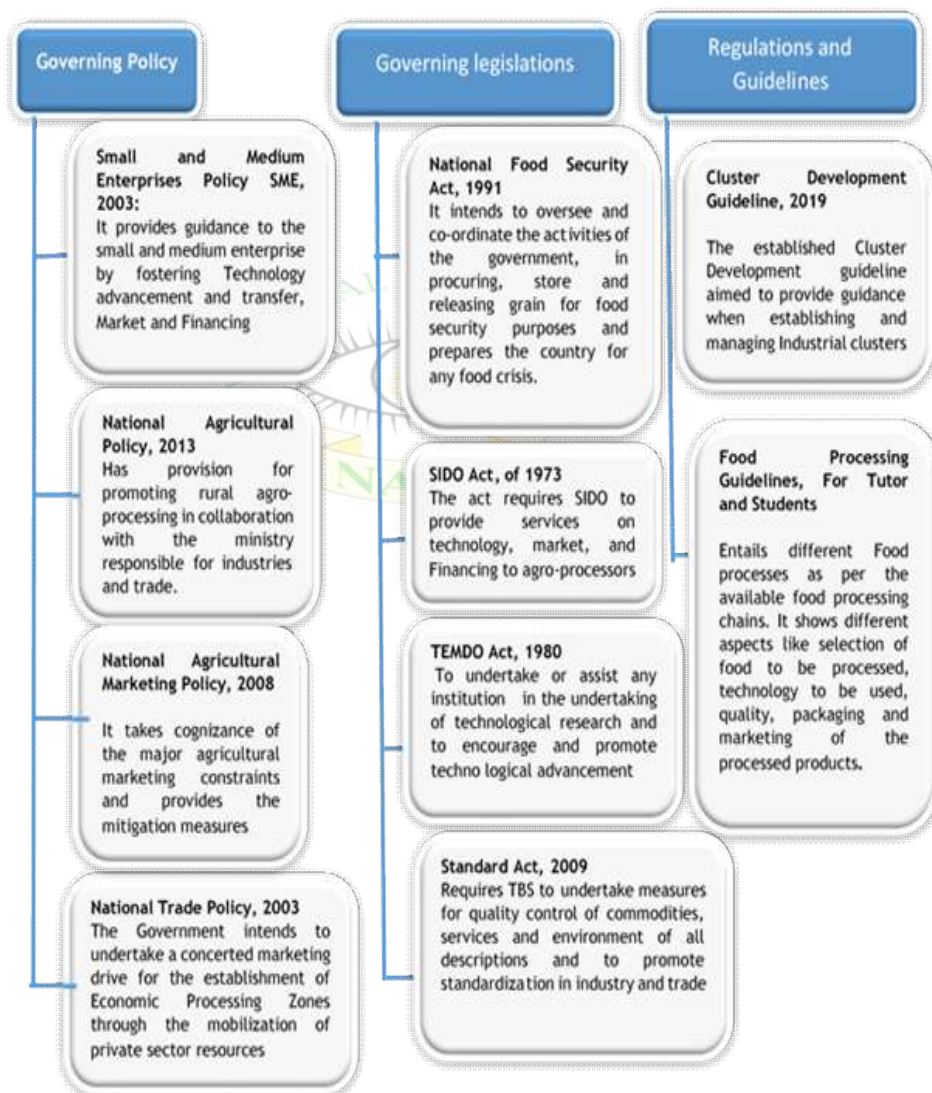 Governing Policy
Small and Medium
Enterprises Policy SME,
2003:
It provides guidance to the
small and medium enterprise
by fostering Technology
advancement and transfer,
Market and Financing
National Agricultural
Policy, 2013
Has provision for
promoting rural agro-
processing in collaboration
with the ministry
responsible for industries
and trade.
National Agricultural
Marketing Policy, 2008
It takes cognizance of
the major agricultural
marketing constraints
and provides the
mitigation measures
National Trade Policy, 2003
The Government intends to
undertake a concerted marketing
drive for the establishment of
Economic Processing Zones
through the mobilization of
private sector resources
Governing legislations
National Food Security
Act, 1991
It intends to oversee and
co-ordinate the activities of
the government, in
procuring, store and
releasing grain for food
security purposes and
prepares the country for
any food crisis.
SIDO Act, of 1973
The act requires SIDO to
provide services on
technology, market, and
Financing to agro-processors
TEMDO Act, 1980
To undertake or assist any
institution in the undertaking
of technological research and
to encourage and promote
techno logical advancement
Standard Act, 2009
Requires TBS to undertake measures
for quality control of commodities,
services and environment of all
descriptions and to promote
standardization in industry and trade
Regulations and
Guidelines
Cluster Development
Guideline, 2019
The established Cluster
Development guideline
aimed to provide guidance
when establishing and
managing Industrial clusters
Food Processing
Guidelines, For Tutor
and Students
Entails different Food
processes as per the
available food processing
chains. It shows different
aspects like selection of
food to be processed,
technology to be used,
quality, packaging and
marketing of the
processed products.